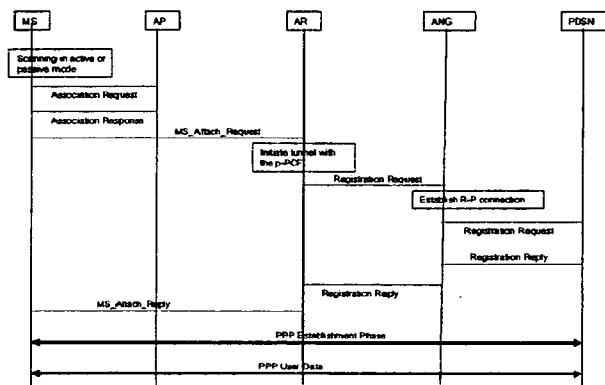 MS
AP
AR
ANG
PDSN
Scanning in active or
passive mode
Association Request
Association Response
MS_Attach_Request
Initiate tunnel with
the p-PCF
Registration Request
Establish R-P connection
Registration Request
Registration Reply
Registration Reply
MS_Attach_Reply
PPP Establishment Phase
PPP User Data